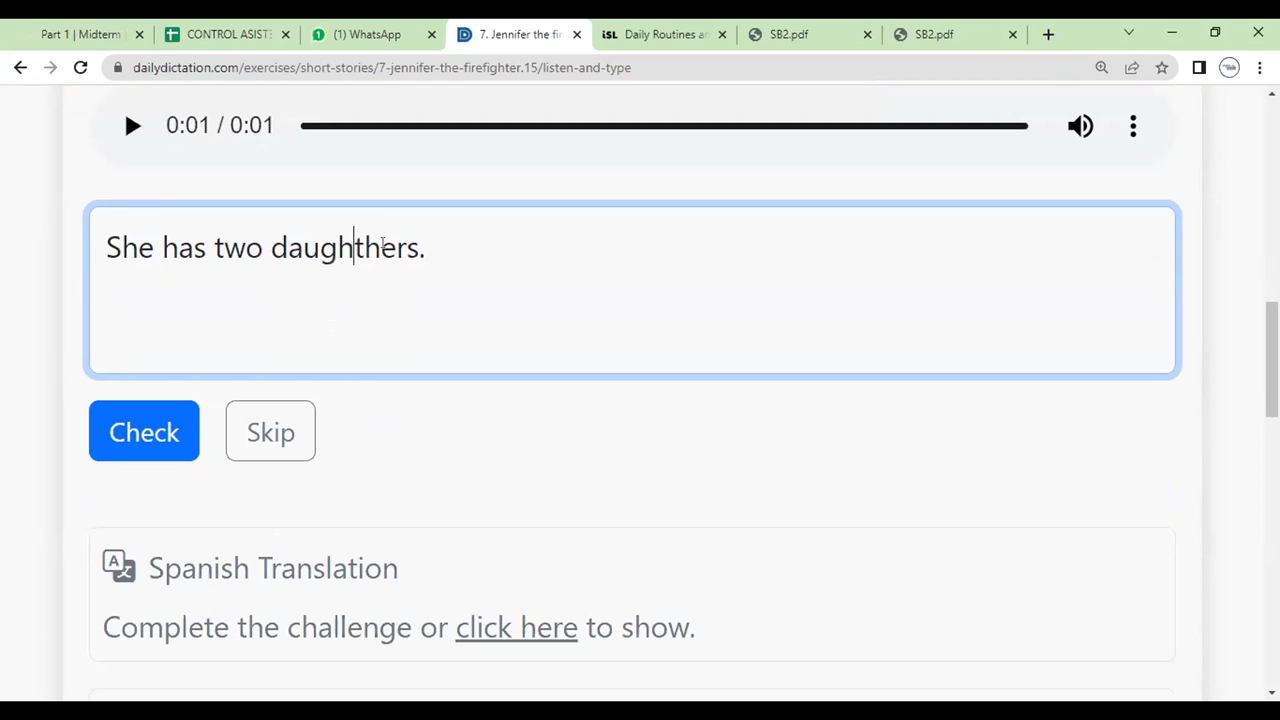 Part 1 | Midterm
CONTROL ASISTE
(1) WhatsApp
7. Jennifer the fi
iSL Daily Routines a
SB2.pdf
SB2.pdf
dailydictation.com/exercises/short-stories/7-jennifer-the-firefighter.15/listen-and-type
0:01 / 0:01
She has two daughthers.
Check
Skip
Spanish Translation
Complete the challenge or click here to show.